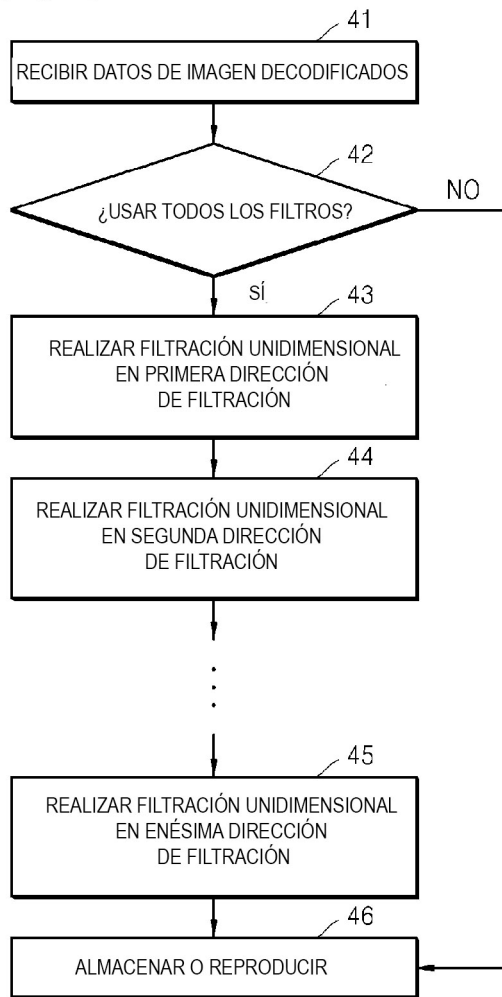 41
RECIBIR DATOS DE IMAGEN DECODIFICADOS
42
¿USAR TODOS LOS FILTROS?
NO
SÍ
43
REALIZAR FILTRACIÓN UNIDIMENSIONAL
EN PRIMERA DIRECCIÓN
DE FILTRACIÓN
44
REALIZAR FILTRACIÓN UNIDIMENSIONAL
EN SEGUNDA DIRECCIÓN
DE FILTRACIÓN
45
REALIZAR FILTRACIÓN UNIDIMENSIONAL
EN ENÉSIMA DIRECCIÓN
DE FILTRACIÓN
46
ALMACENAR O REPRODUCIR